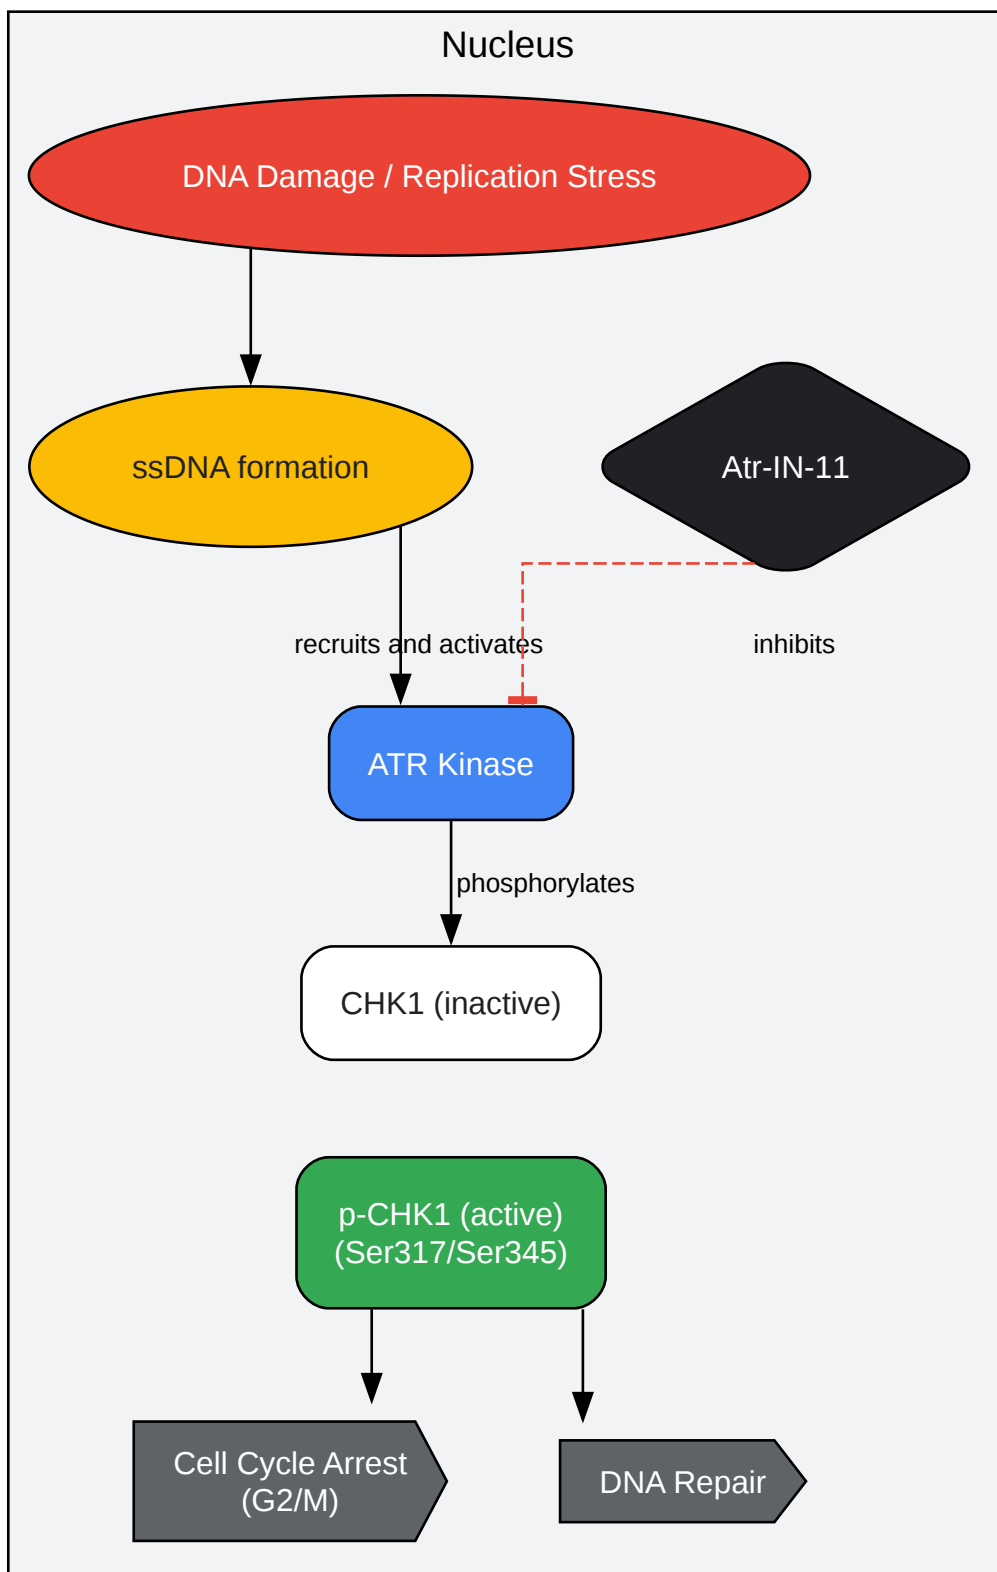 Nucleus
DNA Damage / Replication Stress
ssDNA formation
Atr-IN-11
recruits and activates
inhibits
ATR Kinase
phosphorylates
CHK1 (inactive)
p-CHK1 (active)
(Ser317/Ser345)
Cell Cycle Arrest
(G2/M)
DNA Repair